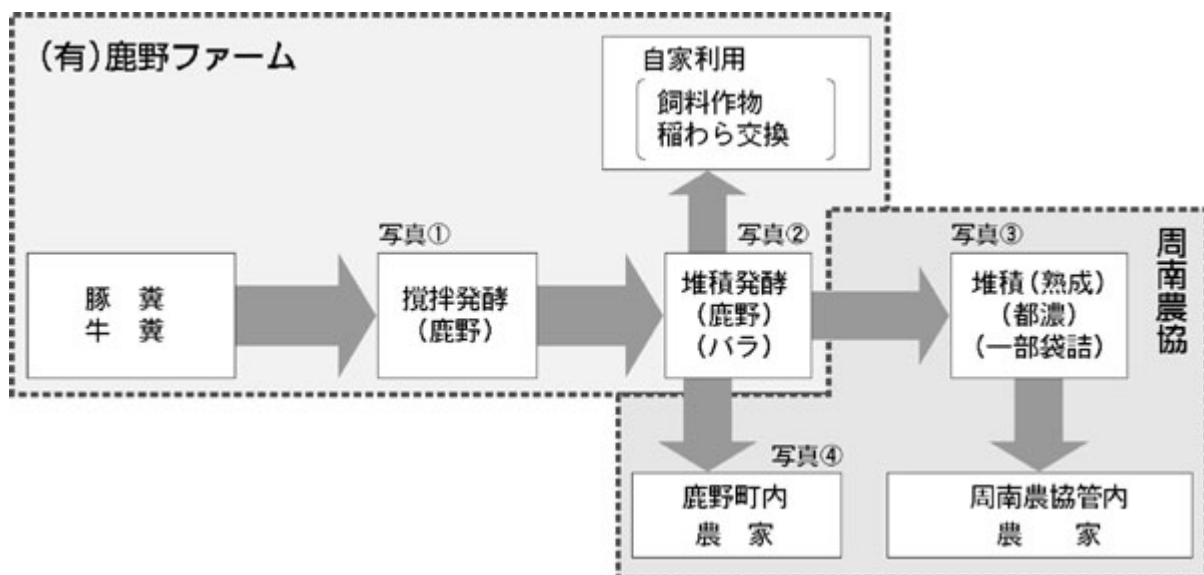 (有)鹿野ファーム
自家利用
飼料作物
稲わら交換
写真①
写真②
写真③
周南農協
豚　糞
牛　糞
攪拌発酵
(鹿野)
堆積発酵
(鹿野)
(バラ)
堆積(熟成)
(都濃)
(一部袋詰)
写真④
鹿野町内
農　家
周南農協管内
農　　家